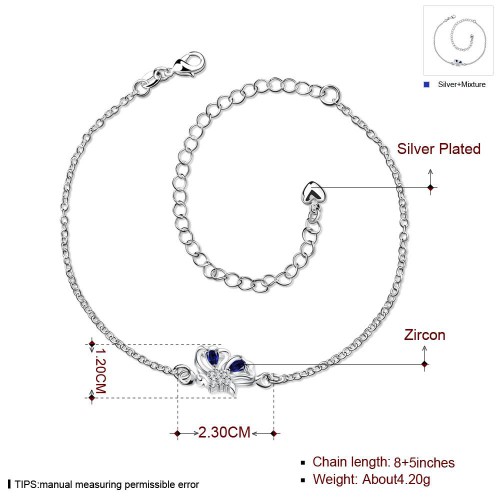 Silver+Mixture
Silver Plated
Zircon
1.20CM
2.30CM
Chain length: 8+5inches
Weight: About4.20g
TIPS:manual measuring permissible error